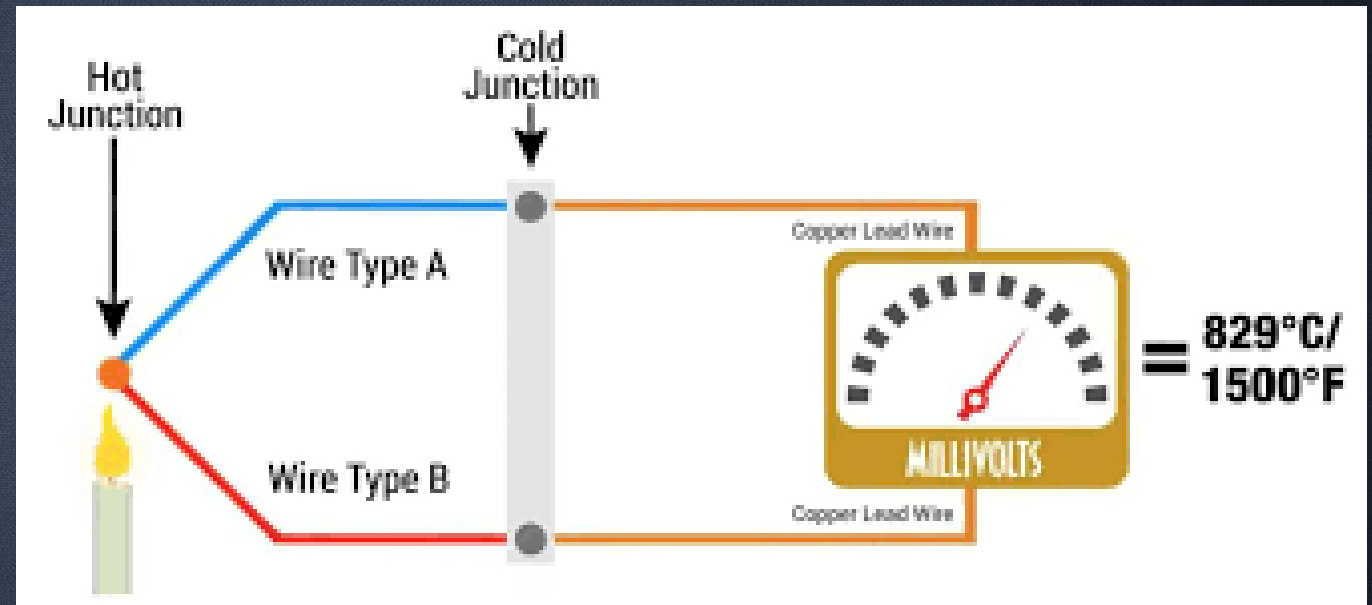 Hot
Junction
Cold
Junction
Wire Type A
Copper Lead Wire
MILLIVOLTS
= 829°C/
1500°F
Wire Type B
Copper Lead Wire